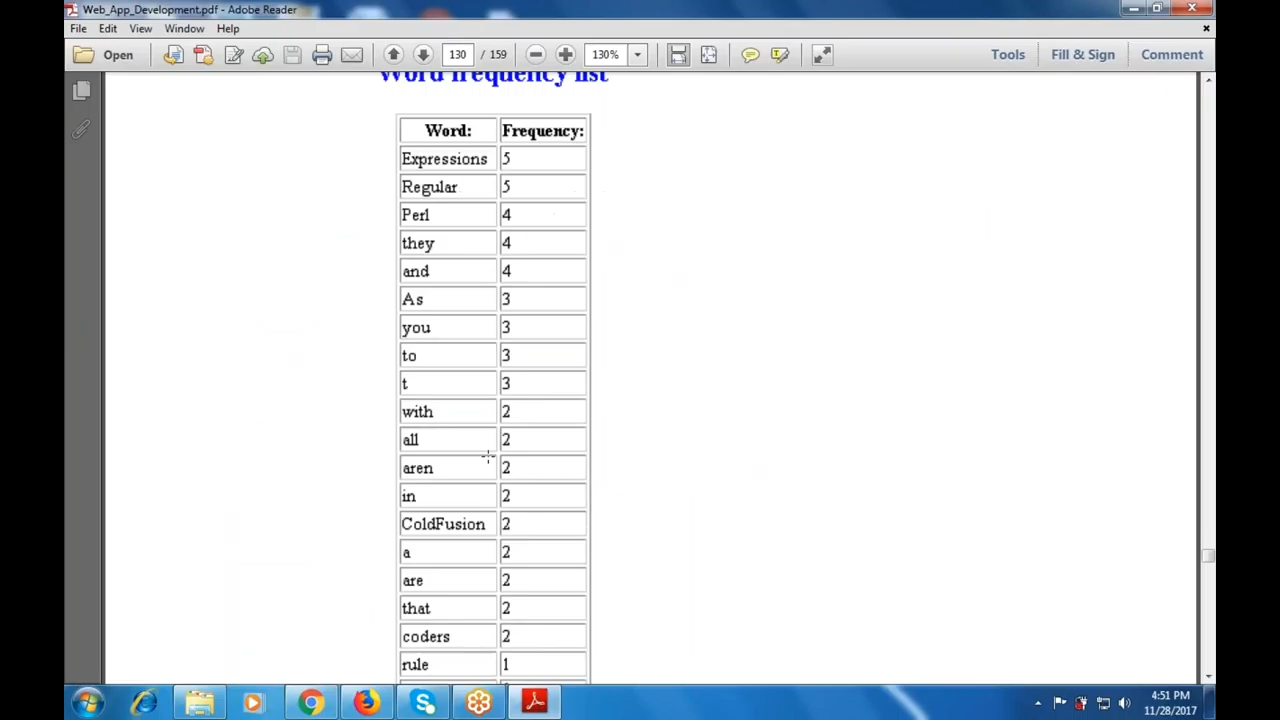 Web_App_Development.pdf - Adobe Reader
File Edit View Window Help
Open 130 / 159 130% Tools Fill & Sign Comment
Word frequency list
Word: Frequency:
Expressions 5
Regular 5
Perl 4
they 4
and 4
As 3
you 3
to 3
t 3
with 2
all 2
aren 2
in 2
ColdFusion 2
a 2
are 2
that 2
coders 2
rule 1
4:51 PM
11/28/2017